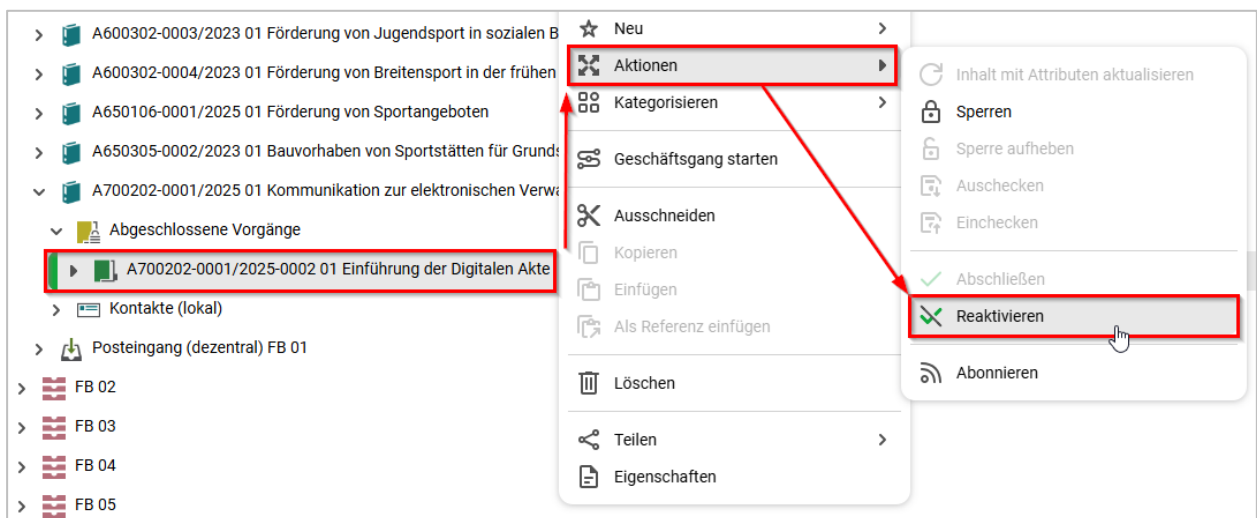 A600302-0003/2023 01 Förderung von Jugendsport in sozialen B
A600302-0004/2023 01 Förderung von Breitensport in der frühen
A650106-0001/2025 01 Förderung von Sportangeboten
A650305-0002/2023 01 Bauvorhaben von Sportstätten für Grunds
A700202-0001/2025 01 Kommunikation zur elektronischen Verwa
Abgeschlossene Vorgänge
A700202-0001/2025-0002 01 Einführung der Digitalen Akte
Kontakte (lokal)
Posteingang (dezentral) FB 01
FB 02
FB 03
FB 04
FB 05
Neu
Aktionen
Kategorisieren
Geschäftsgang starten
Ausschneiden
Kopieren
Einfügen
Als Referenz einfügen
Löschen
Teilen
Eigenschaften
Inhalt mit Attributen aktualisieren
Sperren
Sperre aufheben
Auschecken
Einchecken
Abschließen
Reaktivieren
Abonnieren